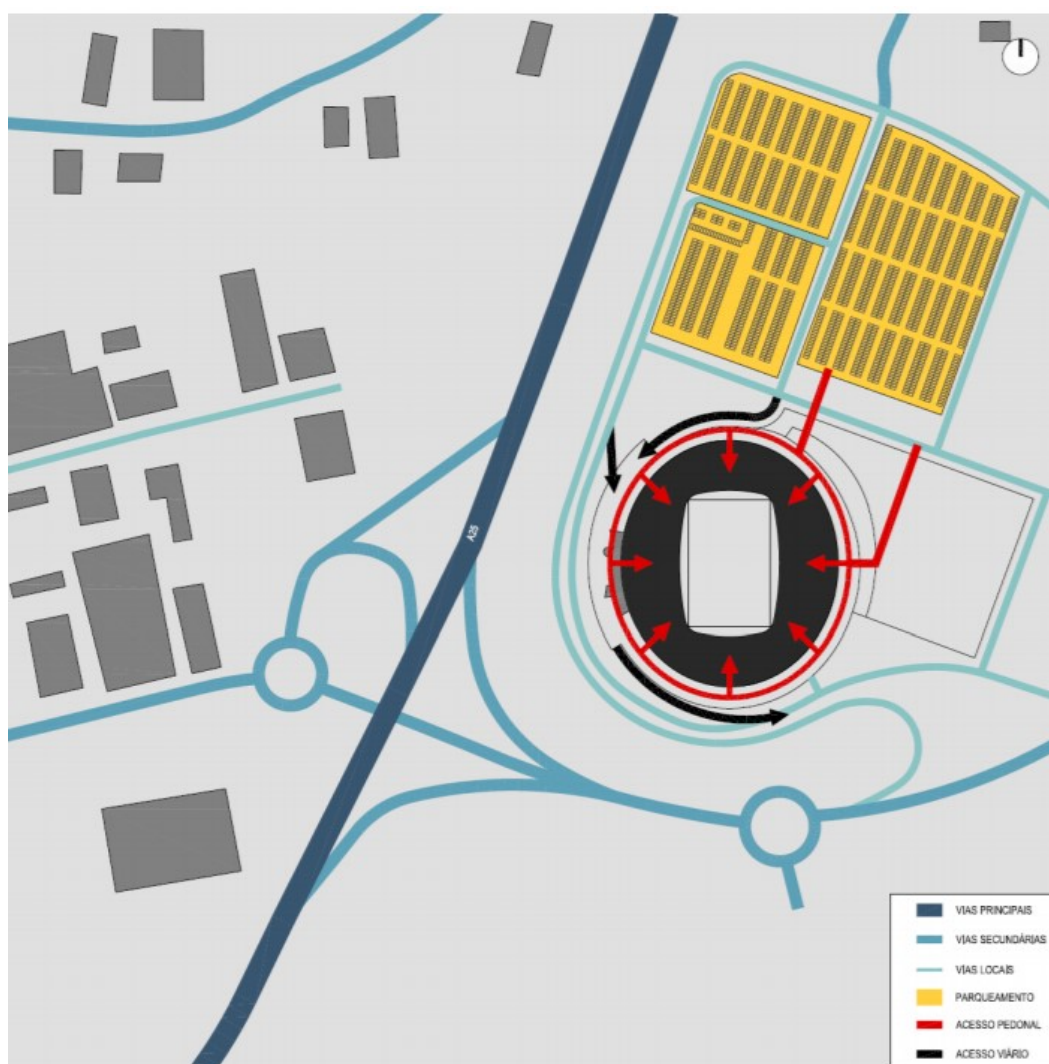 A25
VIAS PRINCIPAIS
VIAS SECUNDÁRIAS
VIAS LOCAIS
PARQUEAMENTO
ACESSO PEDONAL
ACESSO VIÁRIO